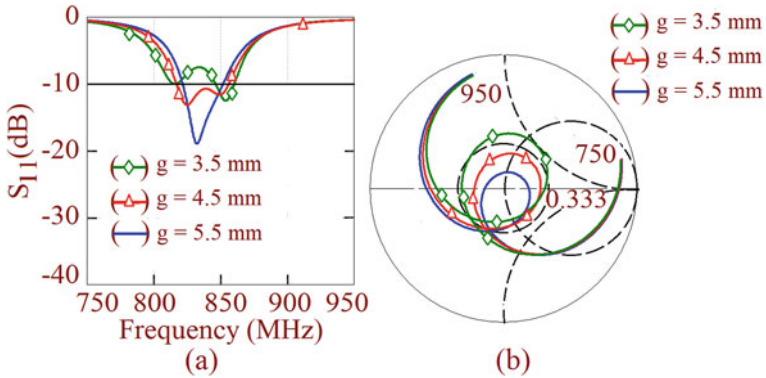 0
-10
-20
-30
-40
S11(dB)
g = 3.5 mm
g = 4.5 mm
g = 5.5 mm
750 800 850 900 950
Frequency (MHz)
(a)
g = 3.5 mm
g = 4.5 mm
g = 5.5 mm
950
750
0.333
(b)